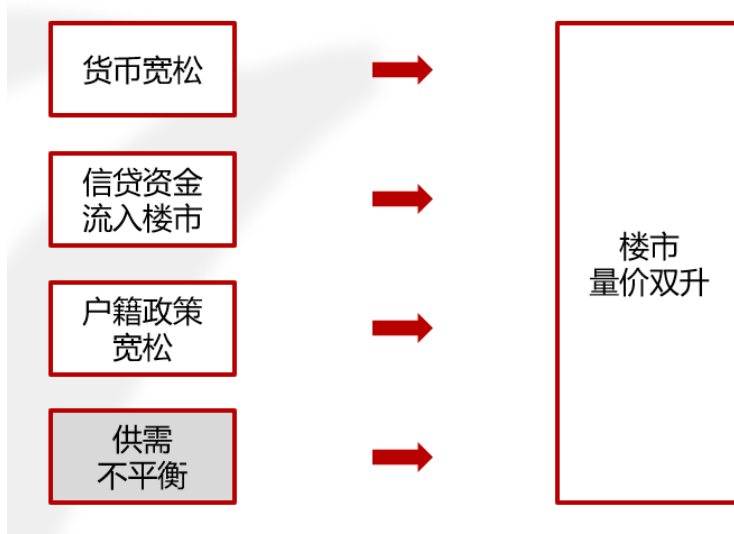 货币宽松
信贷资金
流入楼市
户籍政策
宽松
供需
不平衡
楼市
量价双升